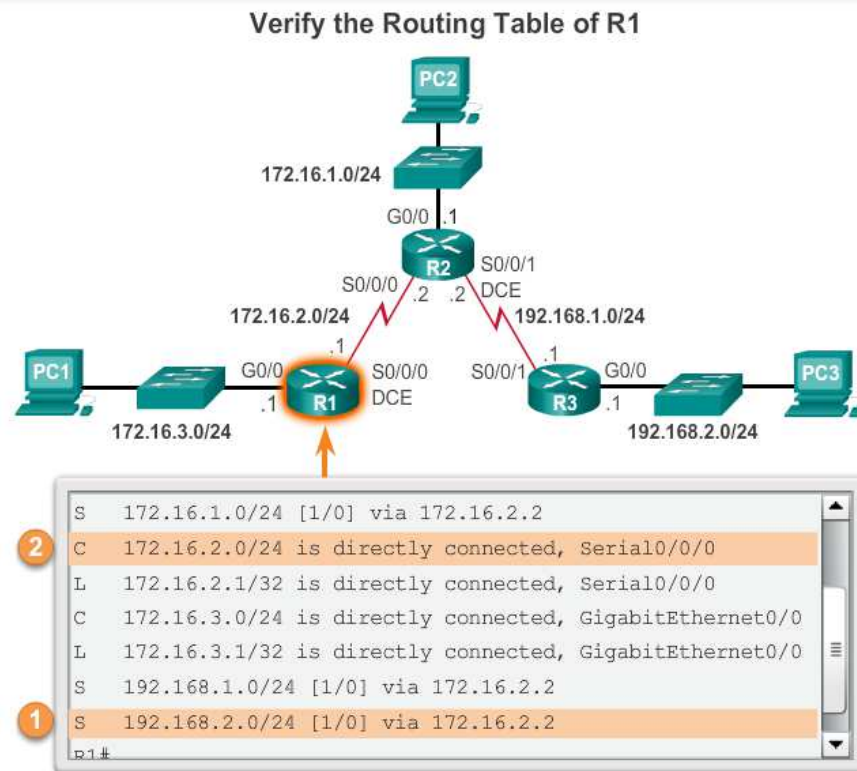 Verify the Routing Table of R1
PC2
172.16.1.0/24
G0/0 .1
R2
S0/0/0
S0/0/1
.2 .2 DCE
172.16.2.0/24
192.168.1.0/24
.1
.1
PC1
G0/0
S0/0/0
S0/0/1
G0/0
PC3
.1
R1
DCE
R3
.1
172.16.3.0/24
192.168.2.0/24
S 172.16.1.0/24 [1/0] via 172.16.2.2
2
C 172.16.2.0/24 is directly connected, Serial0/0/0
L 172.16.2.1/32 is directly connected, Serial0/0/0
C 172.16.3.0/24 is directly connected, GigabitEthernet0/0
L 172.16.3.1/32 is directly connected, GigabitEthernet0/0
S 192.168.1.0/24 [1/0] via 172.16.2.2
1
S 192.168.2.0/24 [1/0] via 172.16.2.2
R1#